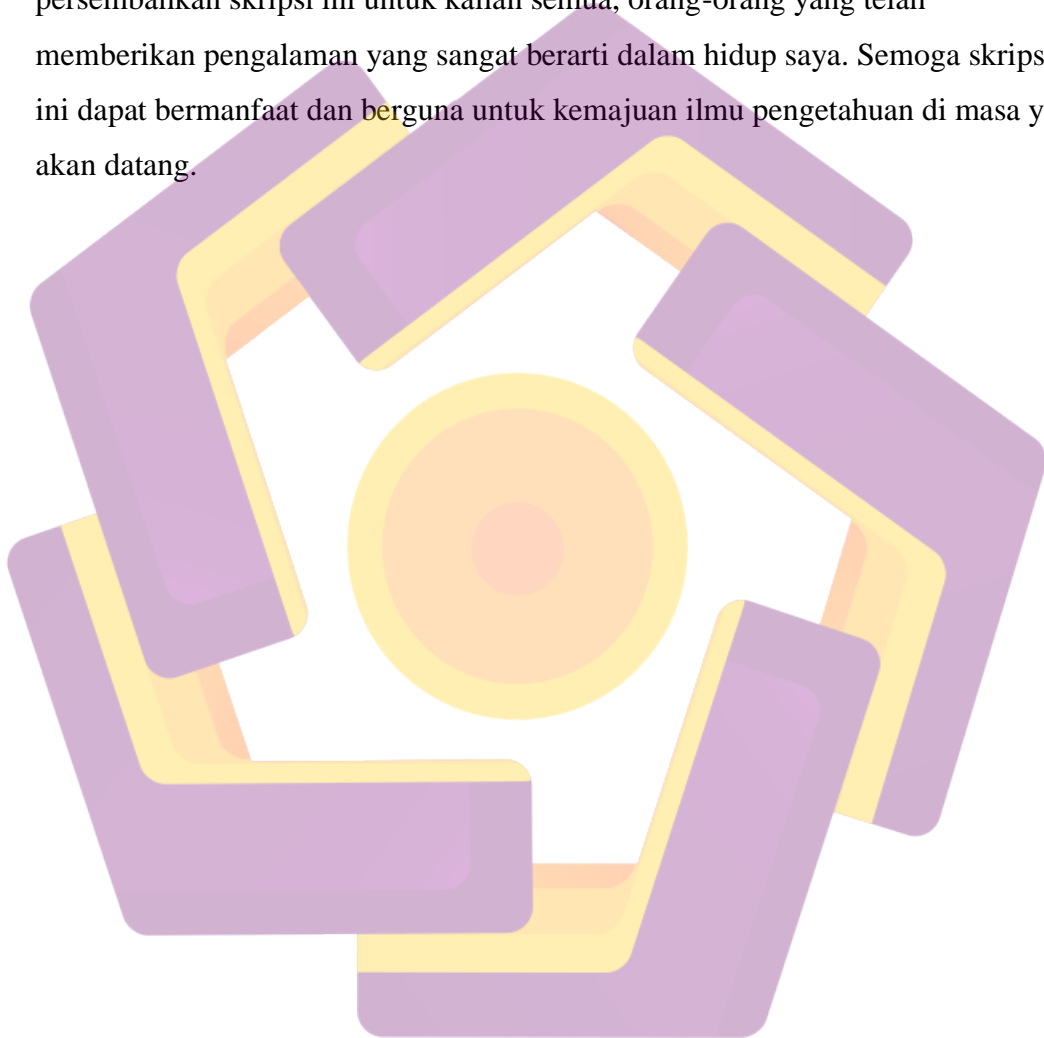 persembahkan skripsi ini untuk kalian semua, orang-orang yang telah
memberikan pengalaman yang sangat berarti dalam hidup saya. Semoga skrips
ini dapat bermanfaat dan berguna untuk kemajuan ilmu pengetahuan di masa y
akan datang.